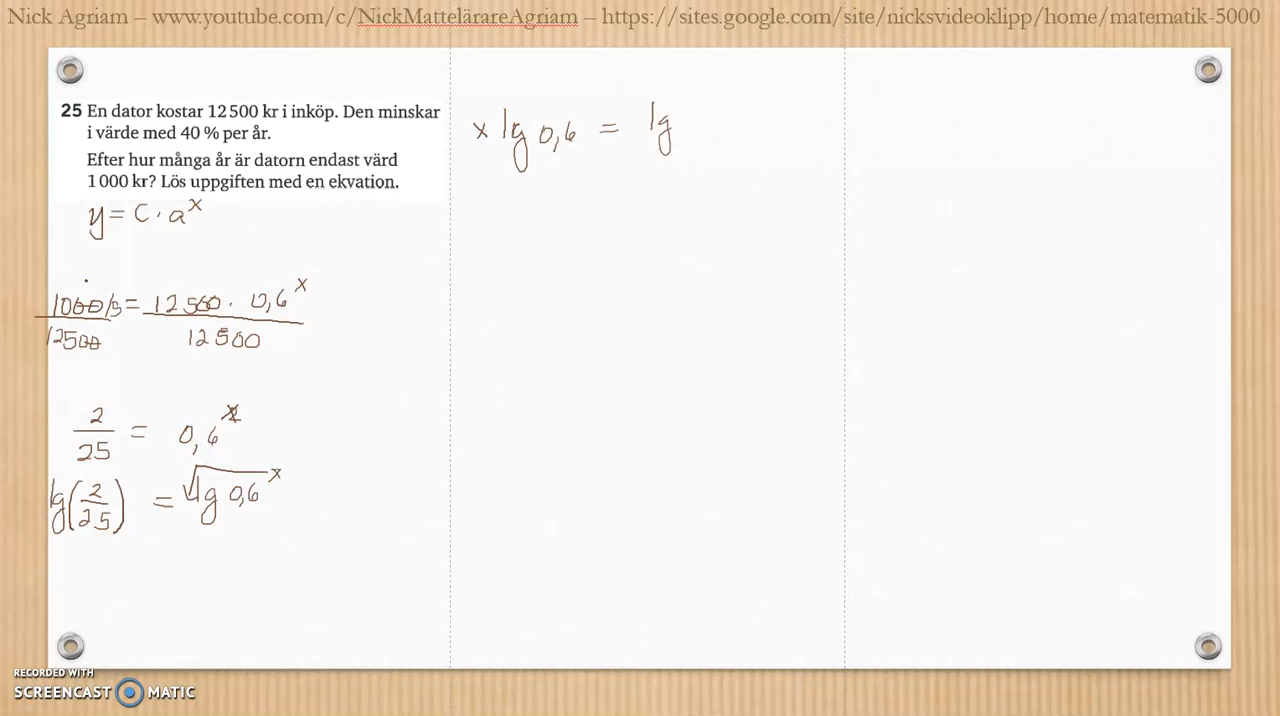 Nick Agriam – www.youtube.com/c/NickMattelärareAgriam – https://sites.google.com/site/nicksvideoklipp/home/matematik-5000
25 En dator kostar 12 500 kr i inköp. Den minskar
i värde med 40 % per år.
Efter hur många år är datorn endast värd
1 000 kr? Lös uppgiften med en ekvation.
y = C · a^x
1000/5 = 12 500 · 0,6^x
12500 12 500
2/25 = 0,6^x
lg(2/25) = lg 0,6^x
x lg 0,6 = lg
RECORDED WITH
SCREENCAST MATIC